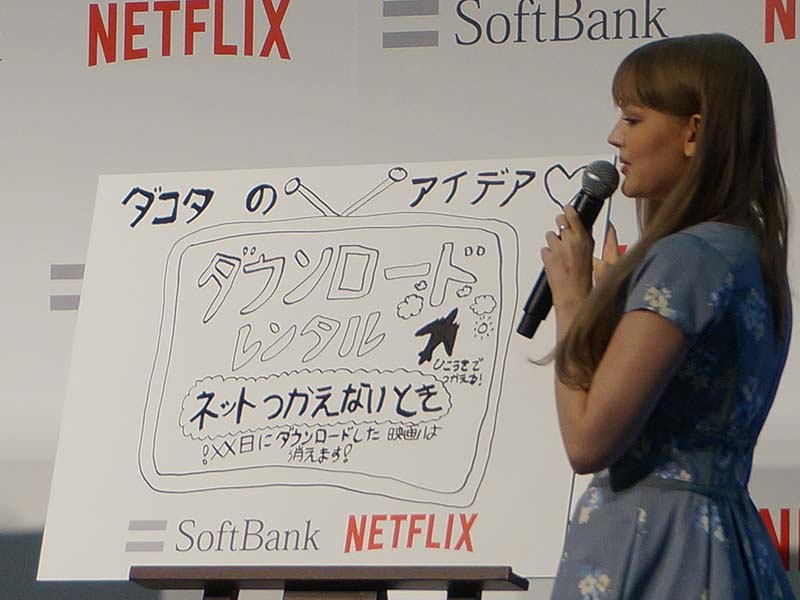 NETFLIX SoftBank N
ダコタ の アイデア♡
ダウンロード
レンタル
ひこうきで
つかえる!
ネットつかえないとき
!XX日にダウンロードした 映画は
消えます!
SoftBank NETFLIX